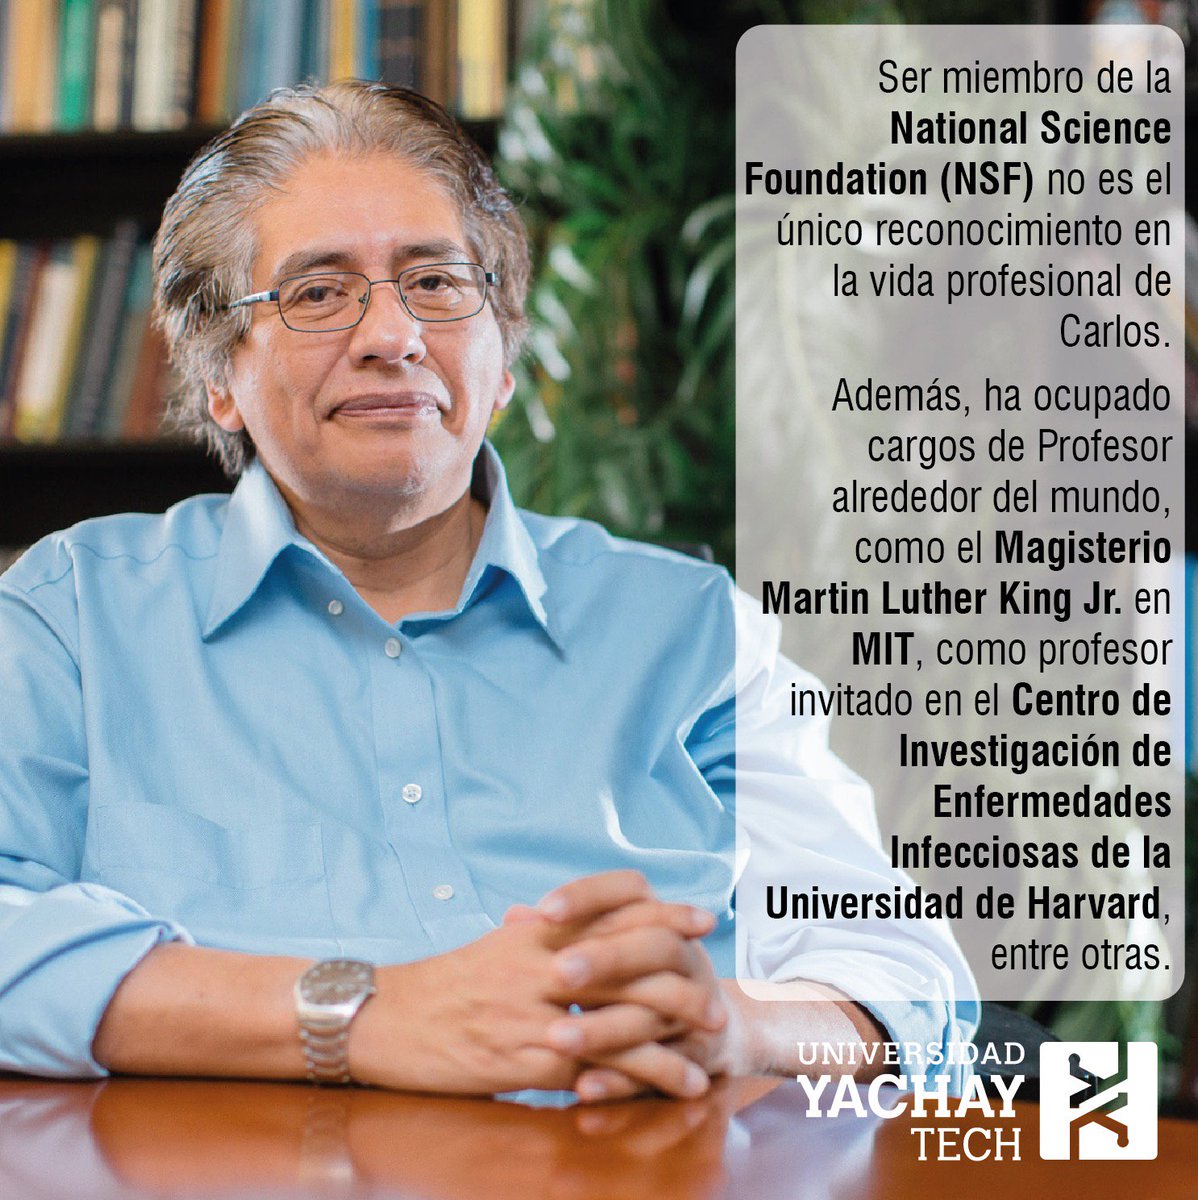 Ser miembro de la
National Science
Foundation (NSF) no es el
único reconocimiento en
la vida profesional de
Carlos.
Además, ha ocupado
cargos de Profesor
alrededor del mundo,
como el Magisterio
Martin Luther King Jr. en
MIT, como profesor
invitado en el Centro de
Investigación de
Enfermedades
Infecciosas de la
Universidad de Harvard,
entre otras.
UNIVERSIDAD
YACHAY
TECH